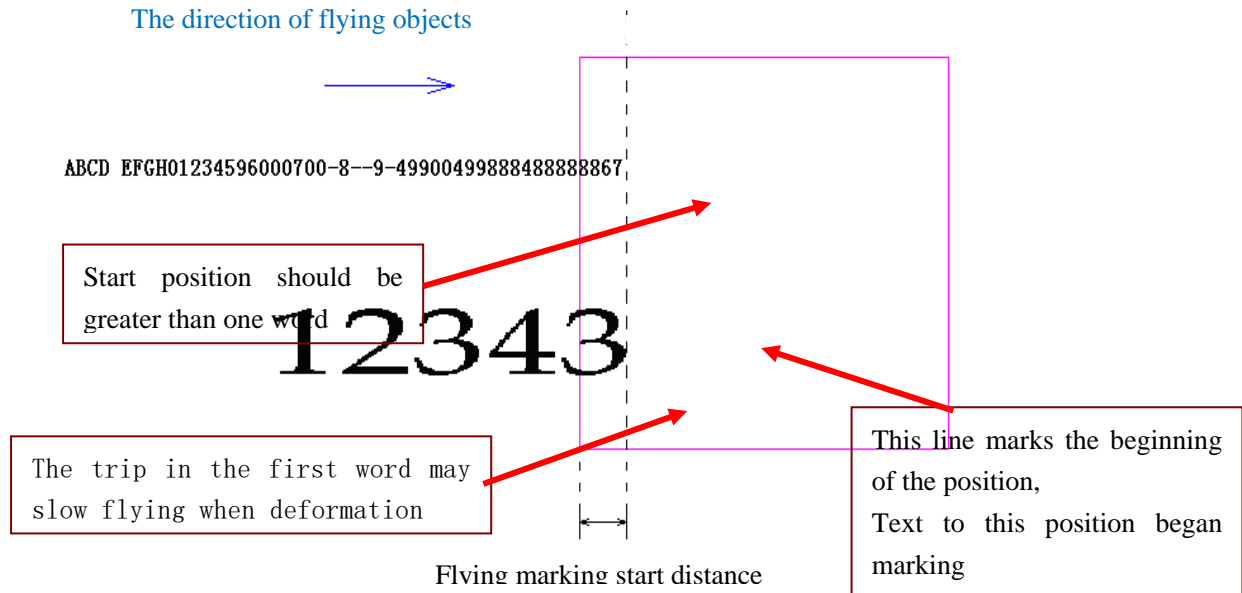 The direction of flying objects
ABCD EFGH01234596000700-8--9-49900499888488888867
Start position should be
greater than one word
12343
The trip in the first word may
slow flying when deformation
This line marks the beginning
of the position,
Text to this position began
marking
Flying marking start distance